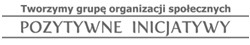 Tworzymy grupę organizacji społecznych
POZYTYWNE INICJATYWY